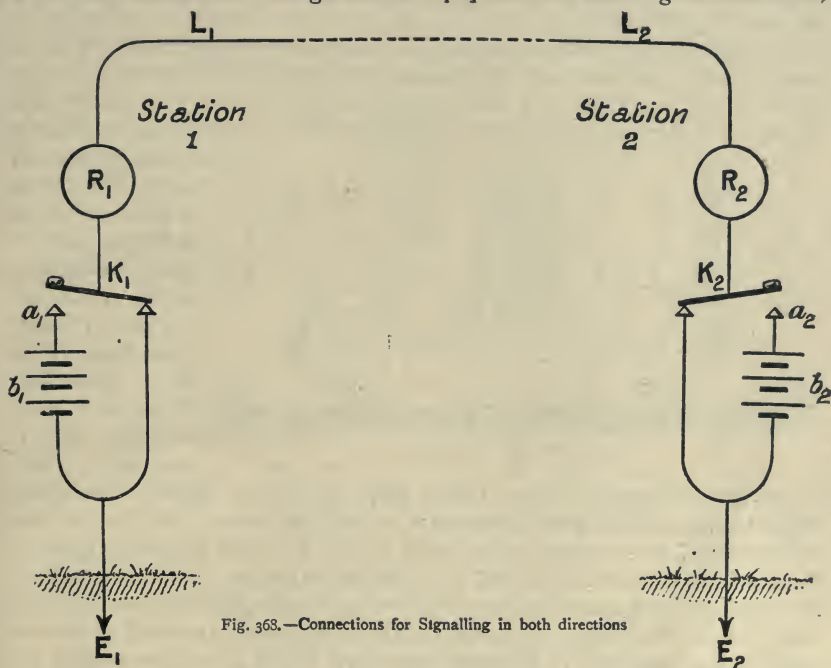 L₁ L₂
Station
1
Station
2
R₁ R₂
K₁ K₂
a₁ a₂
b₁ b₂
Fig. 368.—Connections for Signalling in both directions
E₁ E₂